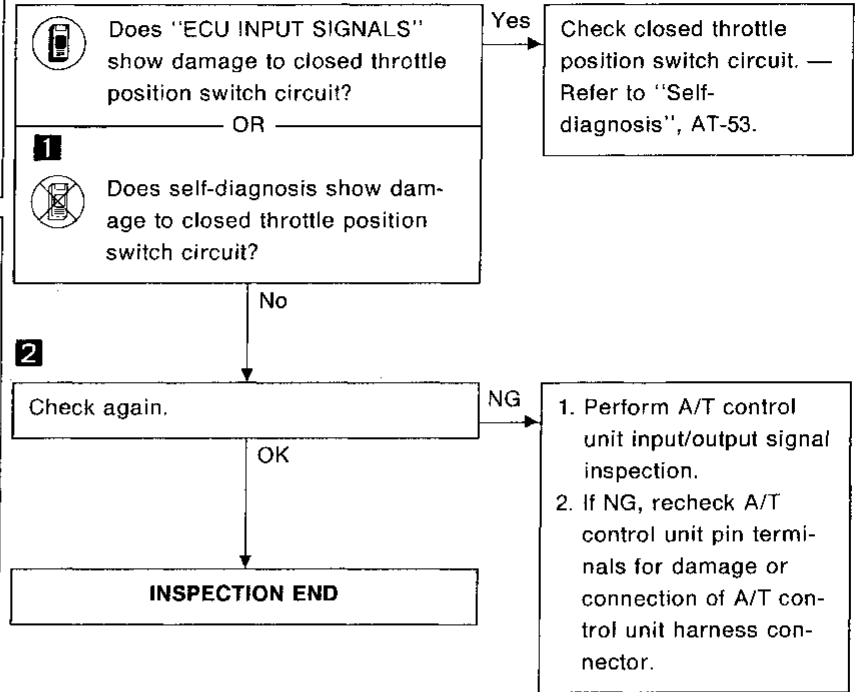 Does "ECU INPUT SIGNALS"
show damage to closed throttle
position switch circuit?
OR
1
Does self-diagnosis show dam-
age to closed throttle position
switch circuit?
Yes
Check closed throttle
position switch circuit. —
Refer to "Self-
diagnosis", AT-53.
No
2
Check again.
NG
1. Perform A/T control
unit input/output signal
inspection.
2. If NG, recheck A/T
control unit pin termi-
nals for damage or
connection of A/T con-
trol unit harness con-
nector.
OK
INSPECTION END